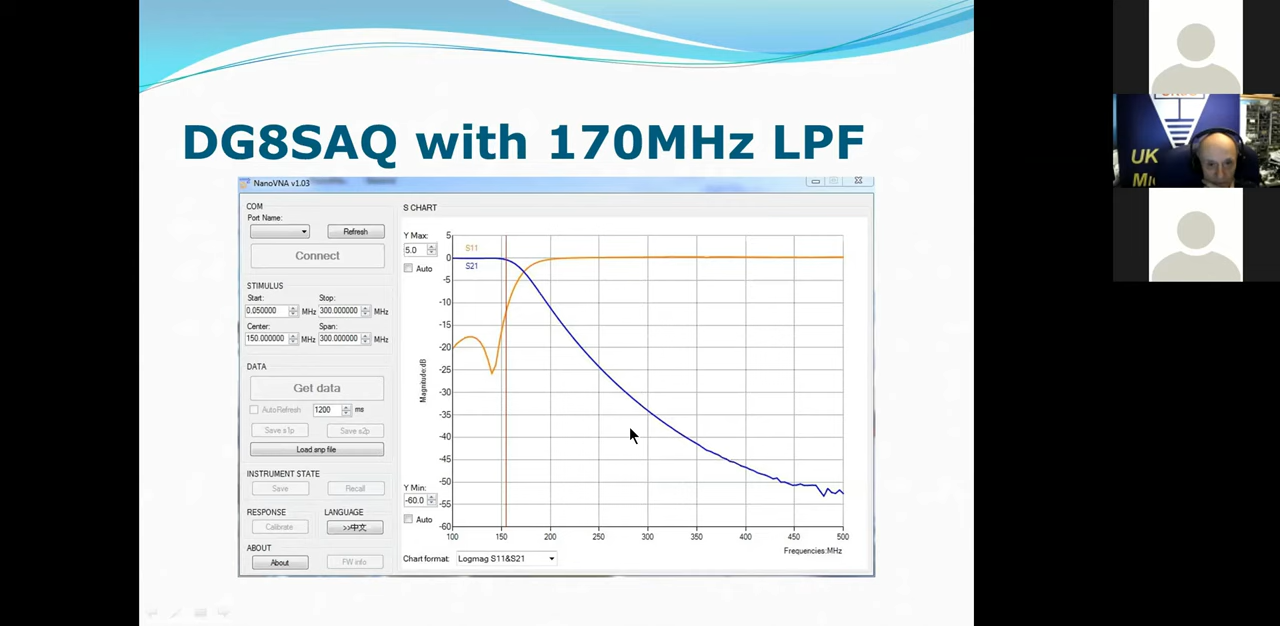 DG8SAQ with 170MHz LPF
NanoVNA v1.03
COM
Port Name:
Refresh
Connect
STIMULUS
Start:
Stop:
0.050000
MHz
300.000000
MHz
Center:
Span:
150.000000
MHz
300.000000
MHz
DATA
Get data
AutoRefresh
1200
ms
Save s1p
Save s2p
Load snp file
INSTRUMENT STATE
Save
Recall
RESPONSE
LANGUAGE
Calibrate
>>中文
ABOUT
About
FW info
S CHART
Y Max:
5.0
Auto
S11
S21
5
0
-5
-10
-15
-20
-25
-30
-35
-40
-45
-50
-55
-60
Magnitude:dB
Y Min:
-60.0
Auto
100
150
200
250
300
350
400
450
500
Frequencies:MHz
Chart format:
Logmag S11&S21
UK